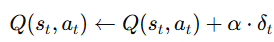 Q(s_t, a_t) ← Q(s_t, a_t) + α · δ_t